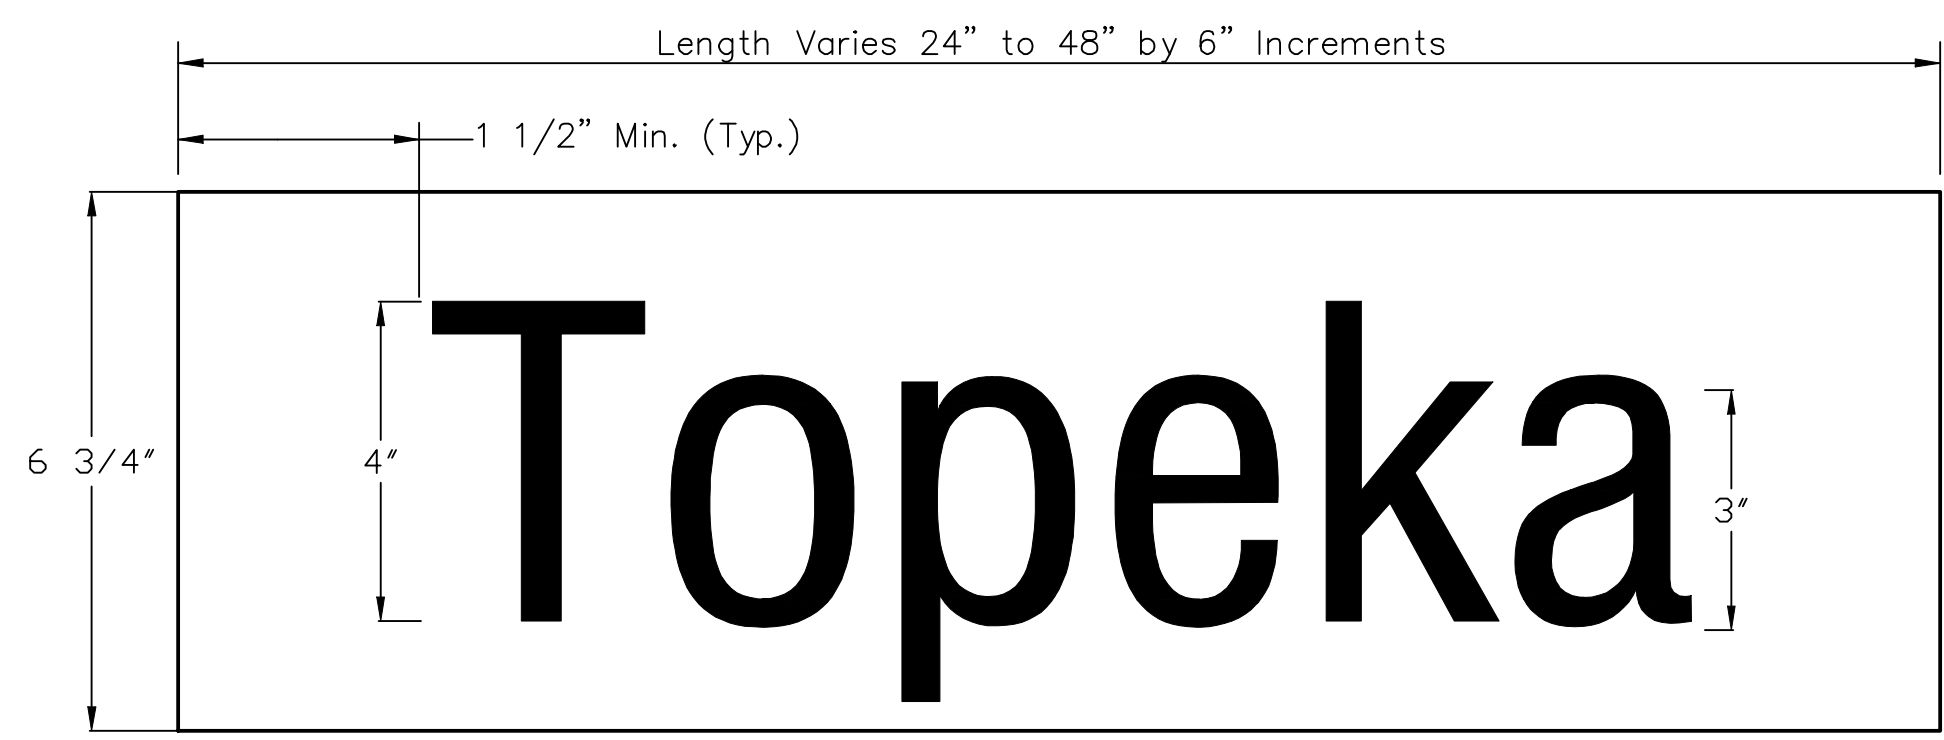 Length Varies 24” to 48” by 6” Increments
1 1/2” Min. (Typ.)
Topeka
6 3/4”
4”
3”